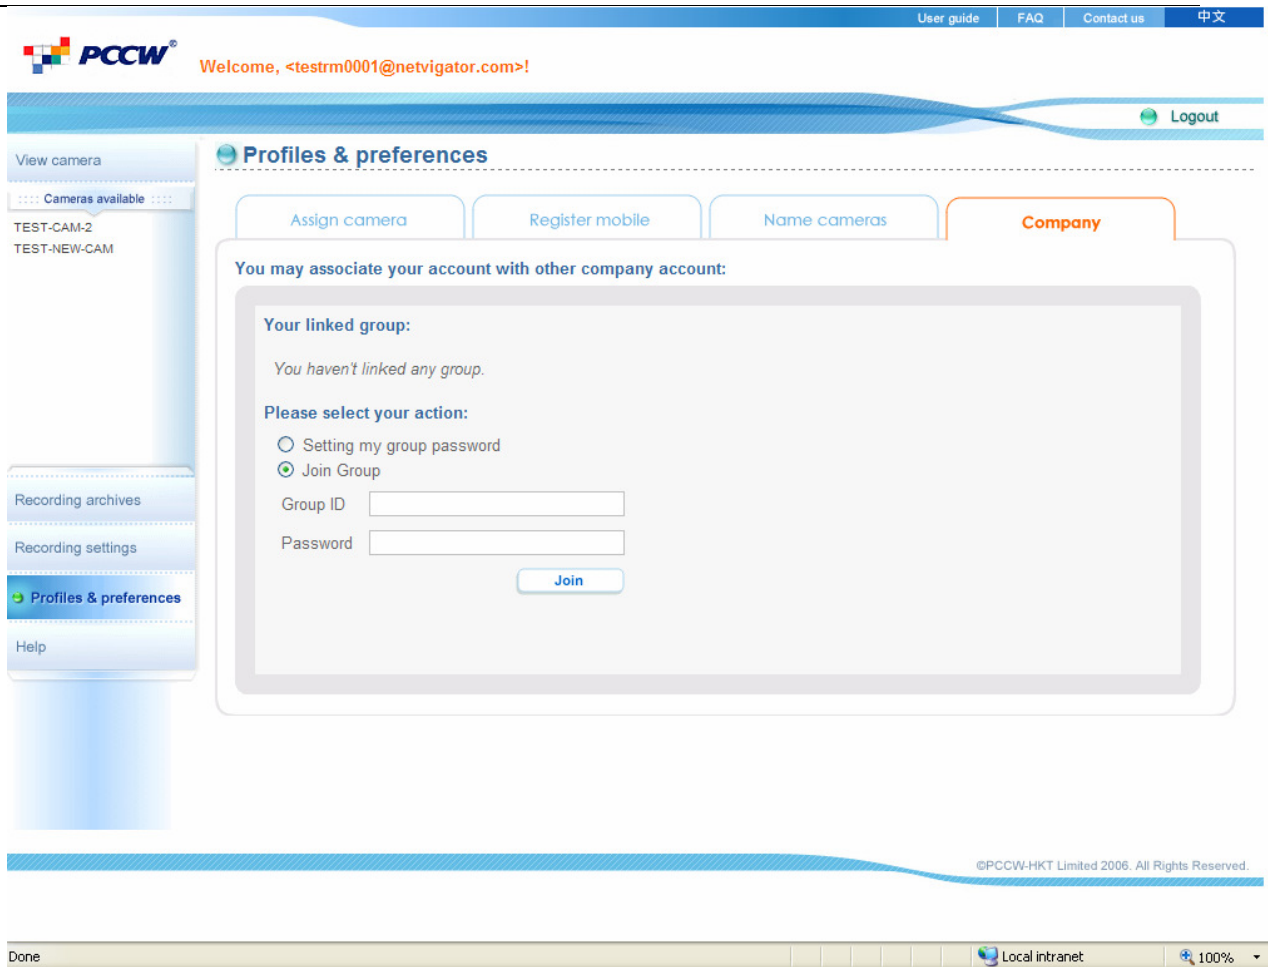 User guide FAQ Contact us 中文
PCCW®
Welcome, <testrm0001@netvigator.com>!
Logout
View camera
Cameras available
TEST-CAM-2
TEST-NEW-CAM
Recording archives
Recording settings
Profiles & preferences
Help
Profiles & preferences
Assign camera Register mobile Name cameras Company
You may associate your account with other company account:
Your linked group:
You haven't linked any group.
Please select your action:
Setting my group password
Join Group
Group ID
Password
Join
©PCCW-HKT Limited 2006. All Rights Reserved.
Done Local intranet 100%